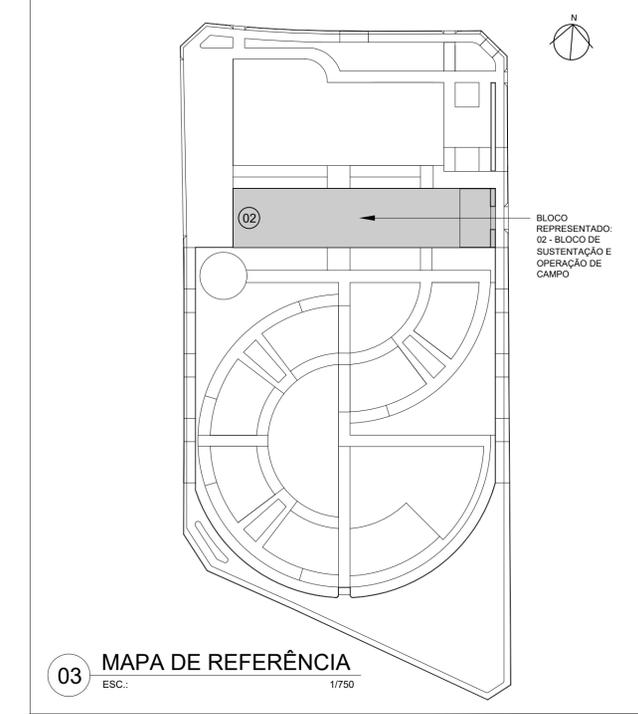 N
02
BLOCO
REPRESENTADO:
02 - BLOCO DE
SUSTENTAÇÃO E
OPERAÇÃO DE
CAMPO
03 MAPA DE REFERÊNCIA
ESC.: 1/750